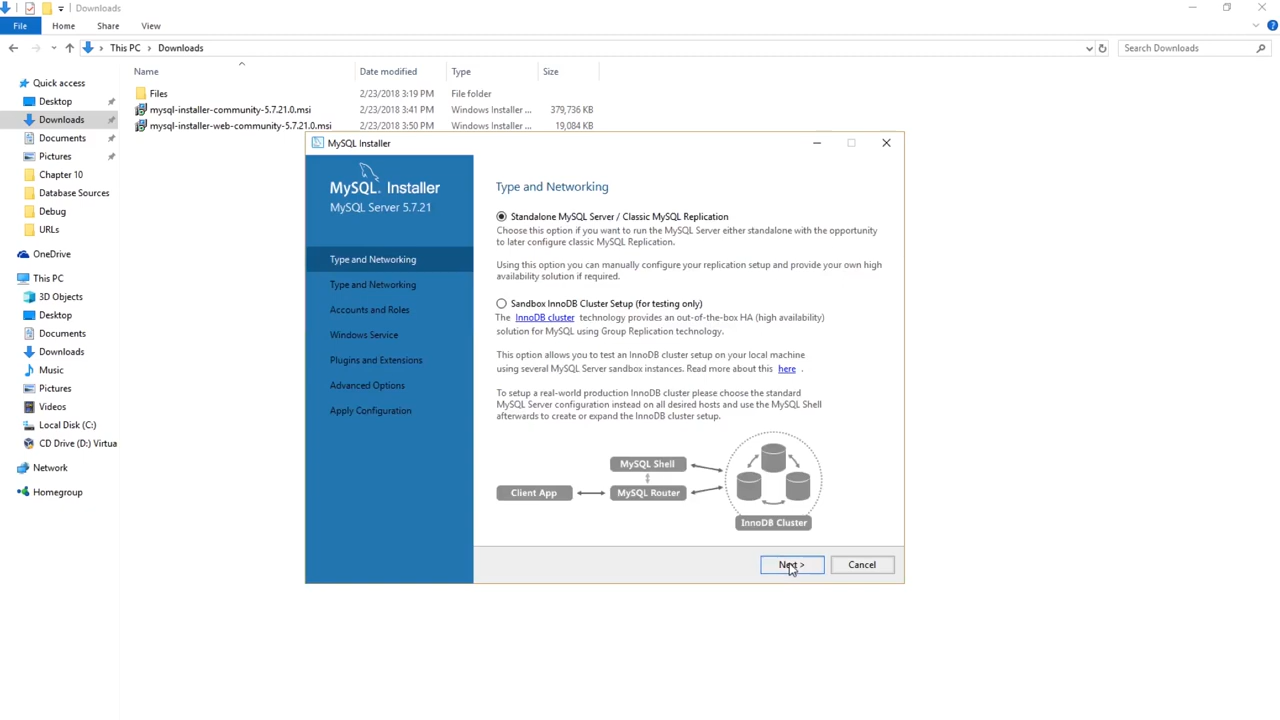 Downloads
File Home Share View
This PC > Downloads
Search Downloads
Name Date modified Type Size
Files 2/23/2018 3:19 PM File folder
mysql-installer-community-5.7.21.0.msi 2/23/2018 3:41 PM Windows Installer ... 379,736 KB
mysql-installer-web-community-5.7.21.0.msi 2/23/2018 3:50 PM Windows Installer ... 19,084 KB
Quick access
Desktop
Downloads
Documents
Pictures
Chapter 10
Database Sources
Debug
URLs
OneDrive
This PC
3D Objects
Desktop
Documents
Downloads
Music
Pictures
Videos
Local Disk (C:)
CD Drive (D:) Virtua
Network
Homegroup
MySQL Installer
MySQL. Installer
MySQL Server 5.7.21
Type and Networking
Type and Networking
Accounts and Roles
Windows Service
Plugins and Extensions
Advanced Options
Apply Configuration
Type and Networking
Standalone MySQL Server / Classic MySQL Replication
Choose this option if you want to run the MySQL Server either standalone with the opportunity
to later configure classic MySQL Replication.
Using this option you can manually configure your replication setup and provide your own high
availability solution if required.
Sandbox InnoDB Cluster Setup (for testing only)
The InnoDB cluster technology provides an out-of-the-box HA (high availability)
solution for MySQL using Group Replication technology.
This option allows you to test an InnoDB cluster setup on your local machine
using several MySQL Server sandbox instances. Read more about this here .
To setup a real-world production InnoDB cluster please choose the standard
MySQL Server configuration instead on all desired hosts and use the MySQL Shell
afterwards to create or expand the InnoDB cluster setup.
MySQL Shell
Client App
MySQL Router
InnoDB Cluster
Next >
Cancel